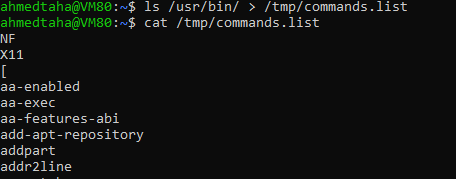 ahmedtaha@VM80:~$ ls /usr/bin/ > /tmp/commands.list
ahmedtaha@VM80:~$ cat /tmp/commands.list
NF
X11
[
aa-enabled
aa-exec
aa-features-abi
add-apt-repository
addpart
addr2line